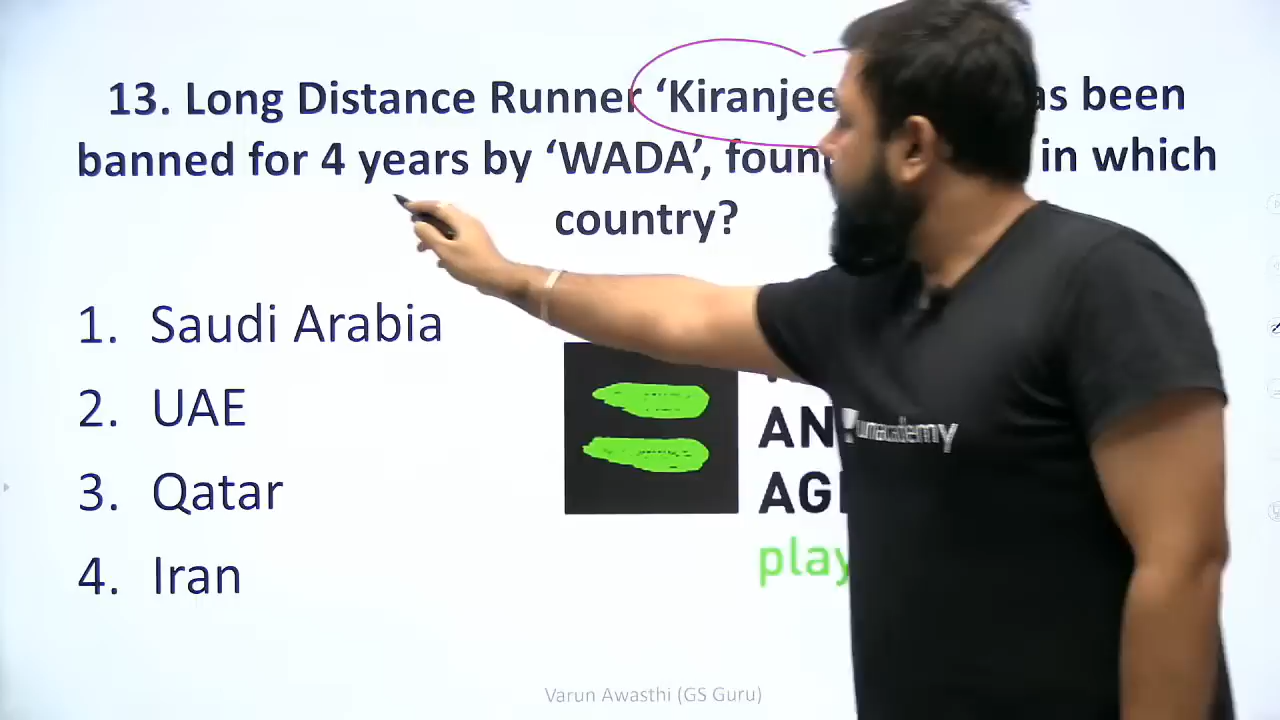 13. Long Distance Runner ‘Kiranjee as been
banned for 4 years by ‘WADA’, foun in which
country?
1. Saudi Arabia
2. UAE
3. Qatar
4. Iran
AN
AG
play
unacademy
Varun Awasthi (GS Guru)